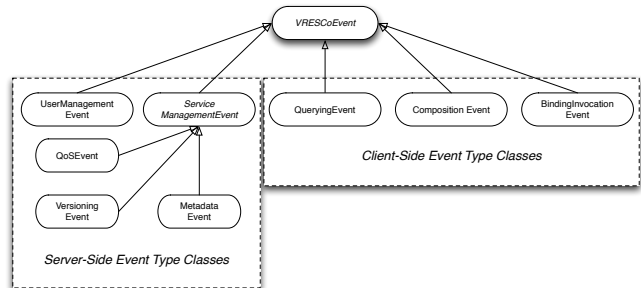 VRESCoEvent
UserManagement
Event
Service
ManagementEvent
QueryingEvent
Composition Event
BindingInvocation
Event
QoSEvent
Client-Side Event Type Classes
Versioning
Event
Metadata
Event
Server-Side Event Type Classes